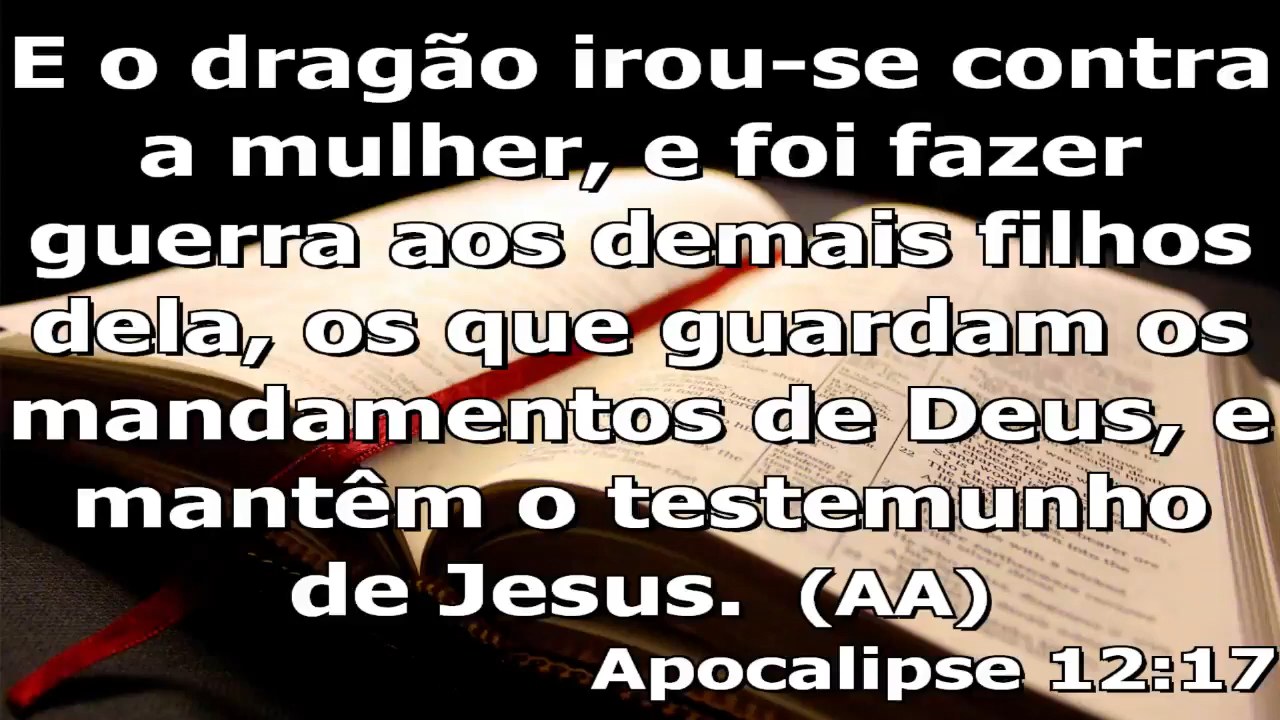 E o dragão irou-se contra
a mulher, e foi fazer
guerra aos demais filhos
dela, os que guardam os
mandamentos de Deus, e
mantêm o testemunho
de Jesus. (AA)
Apocalipse 12:17